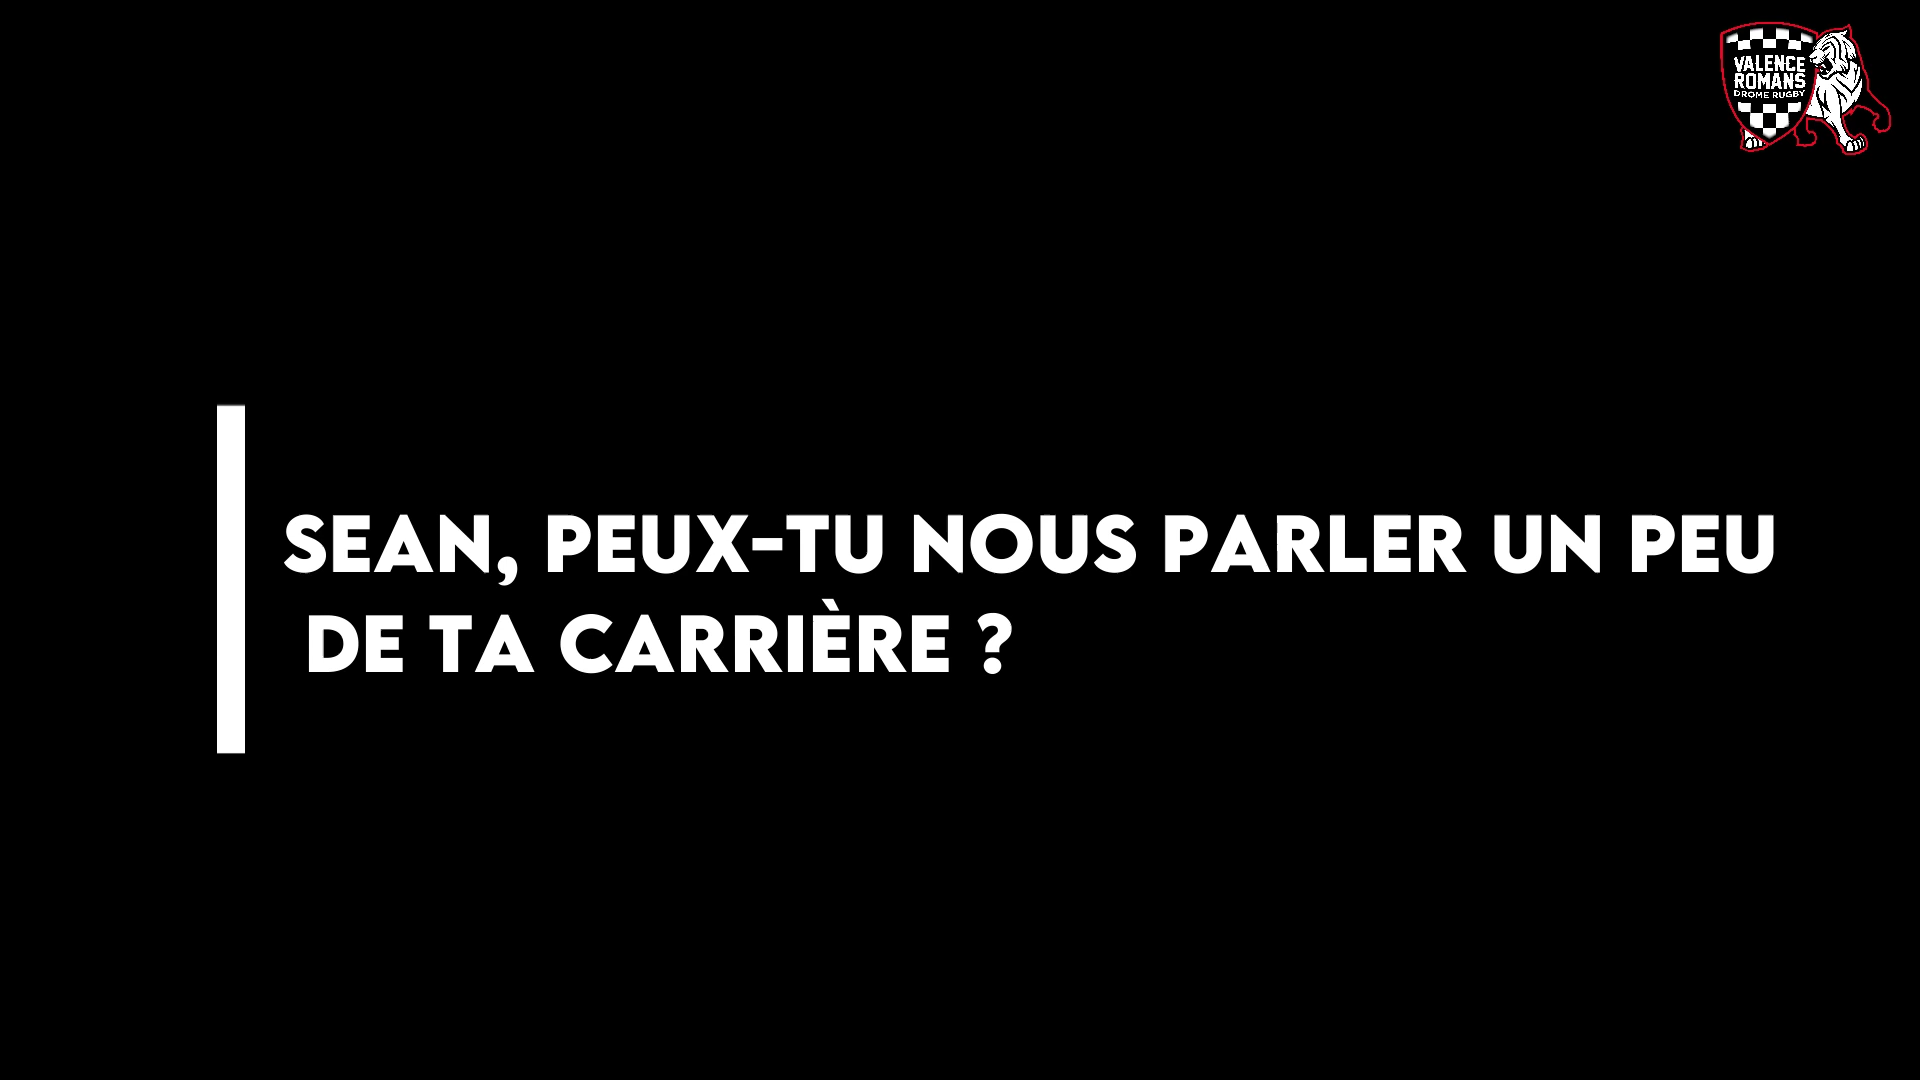 VALENCE
ROMANS
DROME RUGBY
SEAN, PEUX-TU NOUS PARLER UN PEU
DE TA CARRIÈRE ?